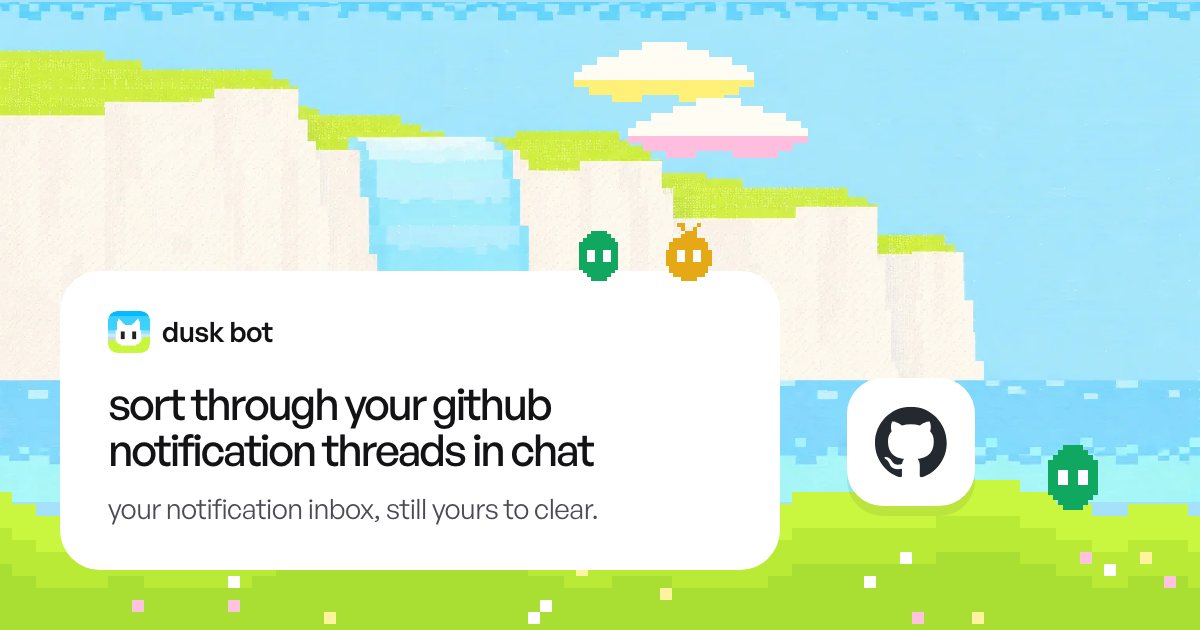 dusk bot
sort through your github
notification threads in chat
your notification inbox, still yours to clear.